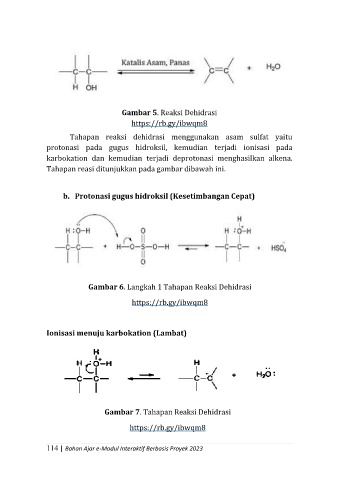 Katalis Asam, Panas
C C C=C + H₂O
H OH
Gambar 5. Reaksi Dehidrasi
https://rb.gy/ibwqm8
Tahapan reaksi dehidrasi menggunakan asam sulfat yaitu
protonasi pada gugus hidroksil, kemudian terjadi ionisasi pada
karbokation dan kemudian terjadi deprotonasi menghasilkan alkena.
Tahapan reasi ditunjukkan pada gambar dibawah ini.
b. Protonasi gugus hidroksil (Kesetimbangan Cepat)
H
H :O–H O H :O–H
–C–C– + H–O–S–O–H –C–C– + HSO₄⁻
O
Gambar 6. Langkah 1 Tahapan Reaksi Dehidrasi
https://rb.gy/ibwqm8
Ionisasi menuju karbokation (Lambat)
H
H :O–H H
–C–C– –C–C + H₂O:
Gambar 7. Tahapan Reaksi Dehidrasi
https://rb.gy/ibwqm8
114 | Bahan Ajar e-Modul Interaktif Berbasis Proyek 2023